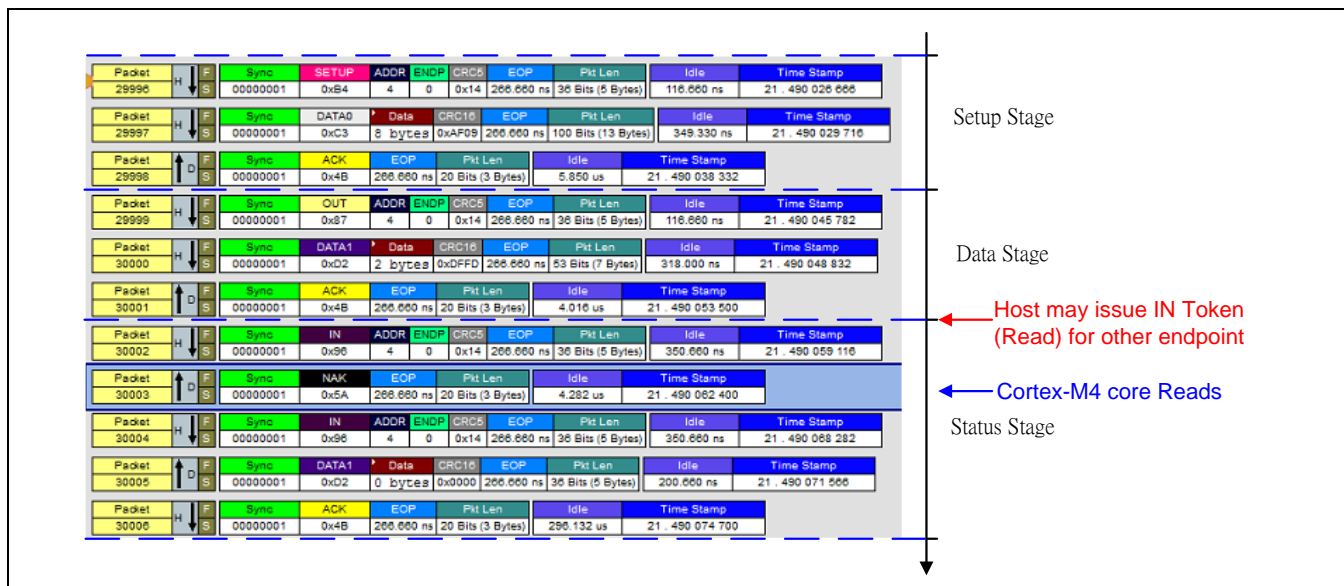 Packet H F Sync SETUP ADDR ENDP CRC5 EOP Pkt Len Idle Time Stamp
29996 S 00000001 0xB4 4 0 0x14 266.660 ns 36 Bits (5 Bytes) 116.660 ns 21 . 490 026 666
Packet H F Sync DATA0 Data CRC16 EOP Pkt Len Idle Time Stamp
29997 S 00000001 0xC3 8 bytes 0xAF09 266.660 ns 100 Bits (13 Bytes) 349.330 ns 21 . 490 029 716
Setup Stage
Packet D F Sync ACK EOP Pkt Len Idle Time Stamp
29998 S 00000001 0x4B 266.660 ns 20 Bits (3 Bytes) 5.850 us 21 . 490 038 332
Packet H F Sync OUT ADDR ENDP CRC5 EOP Pkt Len Idle Time Stamp
29999 S 00000001 0x87 4 0 0x14 266.660 ns 36 Bits (5 Bytes) 116.660 ns 21 . 490 045 782
Packet H F Sync DATA1 Data CRC16 EOP Pkt Len Idle Time Stamp
30000 S 00000001 0xD2 2 bytes 0xDFFD 266.660 ns 53 Bits (7 Bytes) 318.000 ns 21 . 490 048 832
Data Stage
Packet D F Sync ACK EOP Pkt Len Idle Time Stamp
30001 S 00000001 0x4B 266.660 ns 20 Bits (3 Bytes) 4.016 us 21 . 490 053 500
Host may issue IN Token
(Read) for other endpoint
Packet H F Sync IN ADDR ENDP CRC5 EOP Pkt Len Idle Time Stamp
30002 S 00000001 0x96 4 0 0x14 266.660 ns 36 Bits (5 Bytes) 350.660 ns 21 . 490 059 116
Packet D F Sync NAK EOP Pkt Len Idle Time Stamp
30003 S 00000001 0x5A 266.660 ns 20 Bits (3 Bytes) 4.282 us 21 . 490 062 400
Cortex-M4 core Reads
Packet H F Sync IN ADDR ENDP CRC5 EOP Pkt Len Idle Time Stamp
30004 S 00000001 0x96 4 0 0x14 266.660 ns 36 Bits (5 Bytes) 350.660 ns 21 . 490 068 282
Status Stage
Packet D F Sync DATA1 Data CRC16 EOP Pkt Len Idle Time Stamp
30005 S 00000001 0xD2 0 bytes 0x0000 266.660 ns 36 Bits (5 Bytes) 200.660 ns 21 . 490 071 566
Packet H F Sync ACK EOP Pkt Len Idle Time Stamp
30006 S 00000001 0x4B 266.660 ns 20 Bits (3 Bytes) 296.132 us 21 . 490 074 700